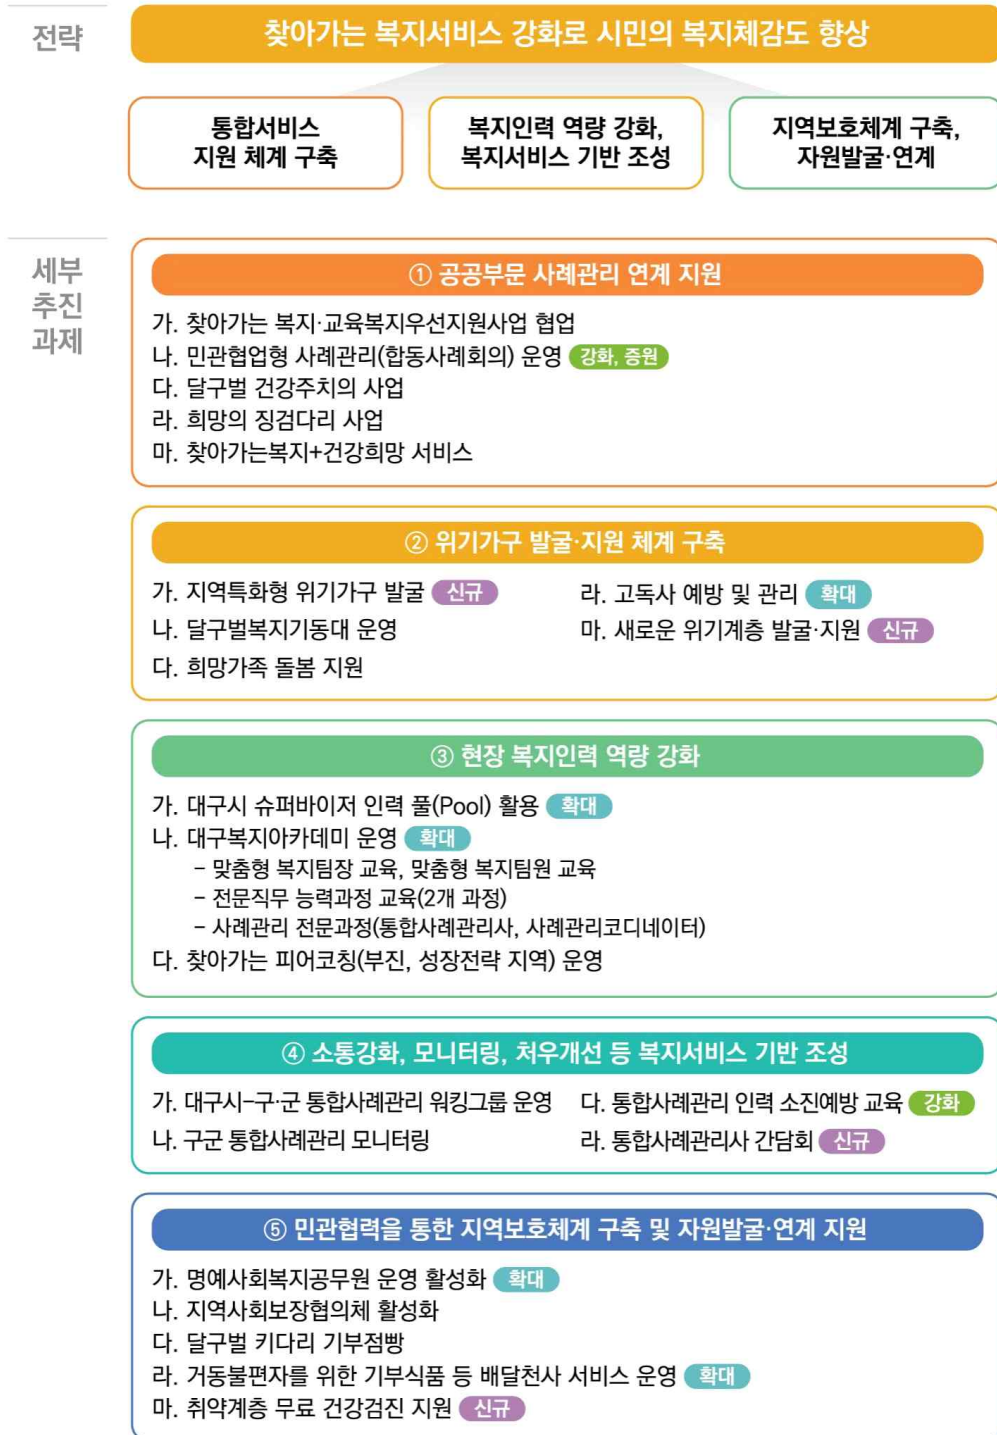 전략
찾아가는 복지서비스 강화로 시민의 복지체감도 향상
통합서비스
지원 체계 구축
복지인력 역량 강화,
복지서비스 기반 조성
지역보호체계 구축,
자원발굴·연계
세부
추진
과제
① 공공부문 사례관리 연계 지원
가. 찾아가는 복지·교육복지우선지원사업 협업
나. 민관협업형 사례관리(합동사례회의) 운영 강화, 증원
다. 달구벌 건강주치의 사업
라. 희망의 징검다리 사업
마. 찾아가는복지+건강희망 서비스
② 위기가구 발굴·지원 체계 구축
가. 지역특화형 위기가구 발굴 신규
나. 달구벌복지기동대 운영
다. 희망가족 돌봄 지원
라. 고독사 예방 및 관리 확대
마. 새로운 위기계층 발굴·지원 신규
③ 현장 복지인력 역량 강화
가. 대구시 슈퍼바이저 인력 풀(Pool) 활용 확대
나. 대구복지아카데미 운영 확대
– 맞춤형 복지팀장 교육, 맞춤형 복지팀원 교육
– 전문직무 능력과정 교육(2개 과정)
– 사례관리 전문과정(통합사례관리사, 사례관리코디네이터)
다. 찾아가는 피어코칭(부진, 성장전략 지역) 운영
④ 소통강화, 모니터링, 처우개선 등 복지서비스 기반 조성
가. 대구시–구·군 통합사례관리 워킹그룹 운영
나. 구군 통합사례관리 모니터링
다. 통합사례관리 인력 소진예방 교육 강화
라. 통합사례관리사 간담회 신규
⑤ 민관협력을 통한 지역보호체계 구축 및 자원발굴·연계 지원
가. 명예사회복지공무원 운영 활성화 확대
나. 지역사회보장협의체 활성화
다. 달구벌 키다리 기부점빵
라. 거동불편자를 위한 기부식품 등 배달천사 서비스 운영 확대
마. 취약계층 무료 건강검진 지원 신규